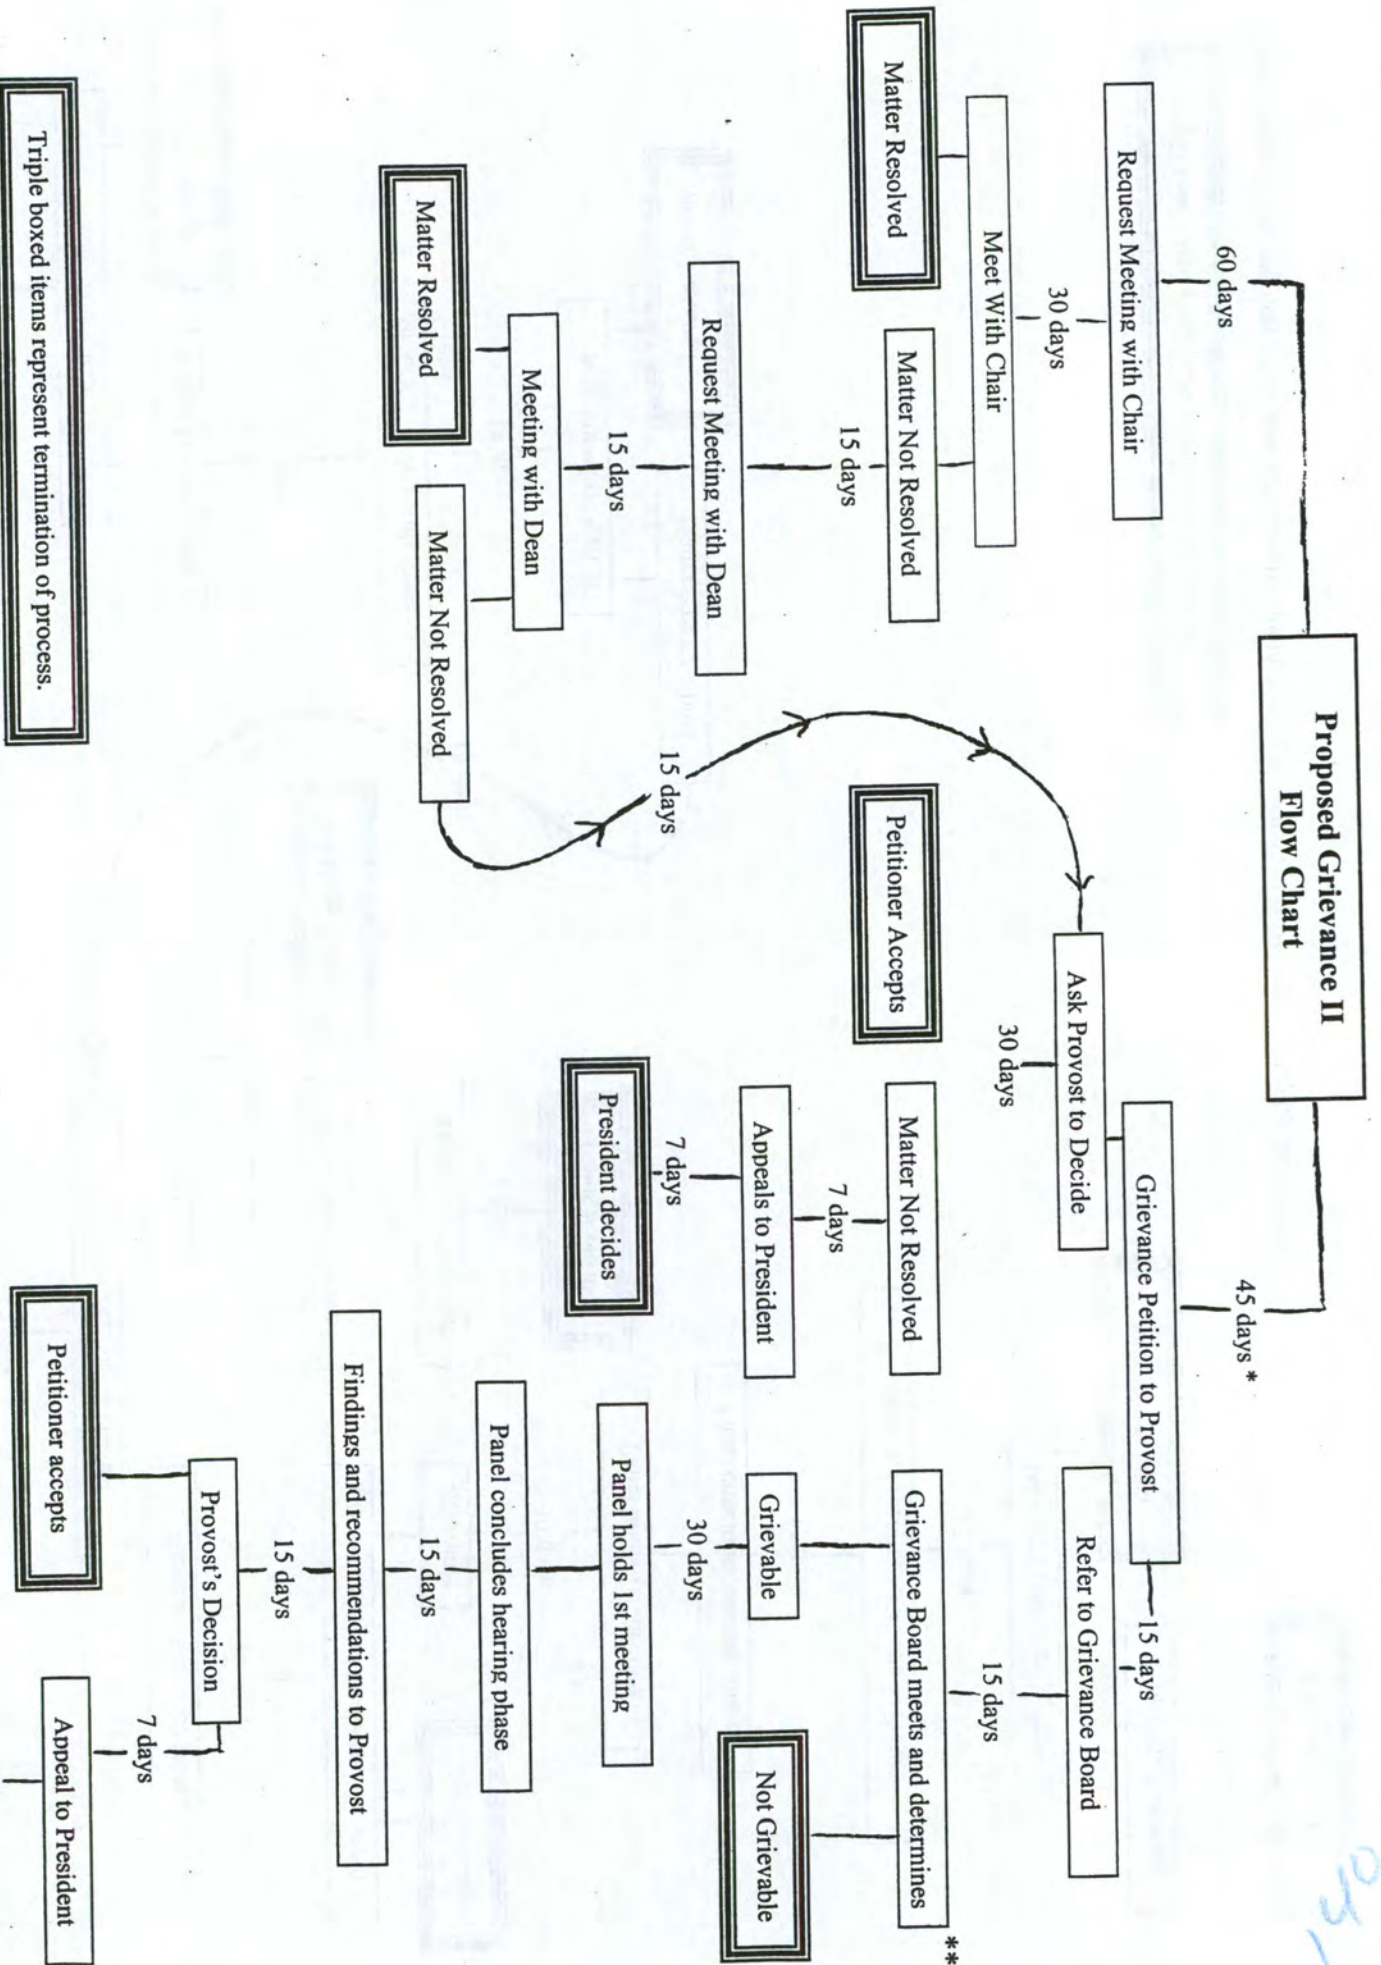 Proposed Grievance II
Flow Chart
60 days
45 days *
Request Meeting with Chair
Grievance Petition to Provost
15 days
30 days
Ask Provost to Decide
Refer to Grievance Board
Meet With Chair
30 days
15 days
Matter Resolved
Matter Not Resolved
Petitioner Accepts
Matter Not Resolved
Grievance Board meets and determines **
15 days
7 days
Request Meeting with Dean
Appeals to President
Grievable
Not Grievable
15 days
15 days
7 days
30 days
Meeting with Dean
President decides
Panel holds 1st meeting
Matter Resolved
Matter Not Resolved
Panel concludes hearing phase
15 days
Findings and recommendations to Provost
15 days
Provost's Decision
7 days
Triple boxed items represent termination of process.
Petitioner accepts
Appeal to President